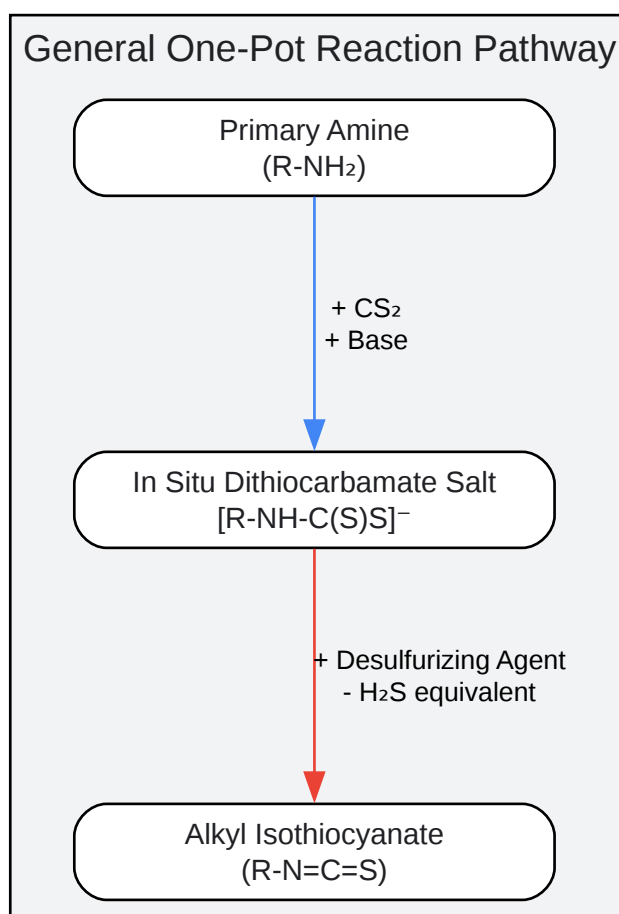 General One-Pot Reaction Pathway
Primary Amine
(R-NH₂)
+ CS₂
+ Base
In Situ Dithiocarbamate Salt
[R-NH-C(S)S]⁻
+ Desulfurizing Agent
- H₂S equivalent
Alkyl Isothiocyanate
(R-N=C=S)